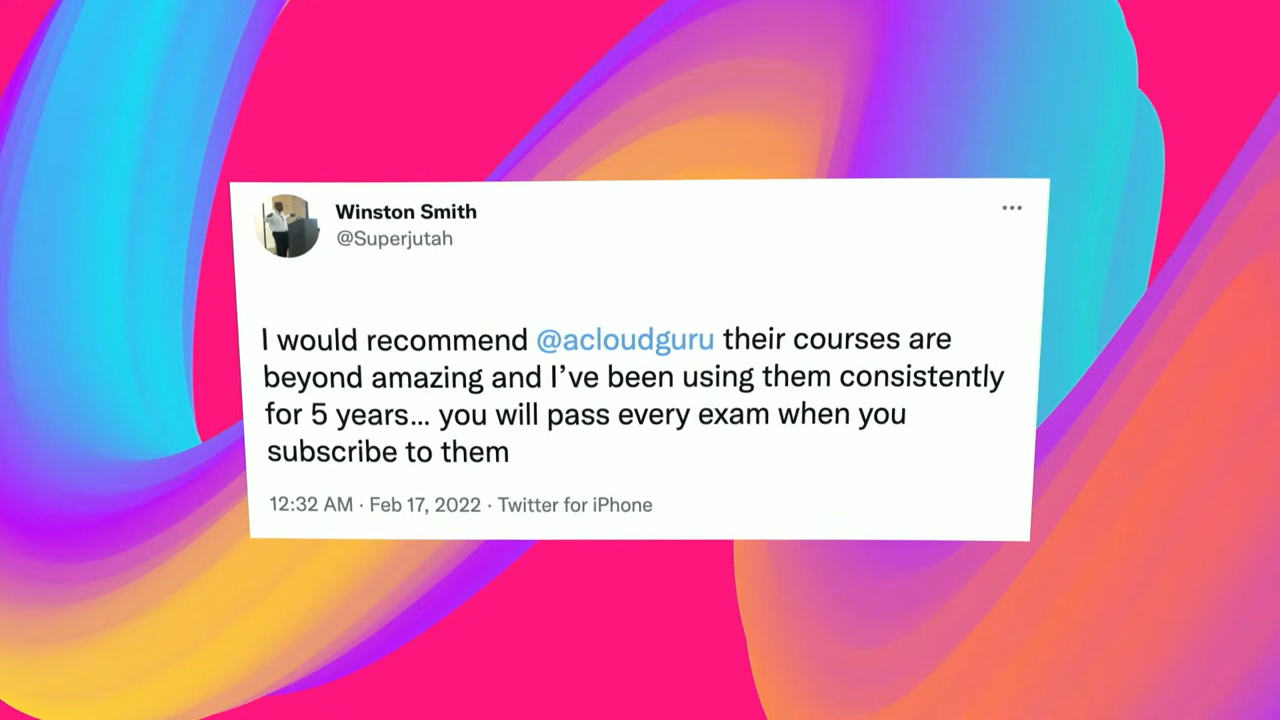 Winston Smith
@Superjutah
I would recommend @acloudguru their courses are
beyond amazing and I’ve been using them consistently
for 5 years... you will pass every exam when you
subscribe to them
12:32 AM · Feb 17, 2022 · Twitter for iPhone